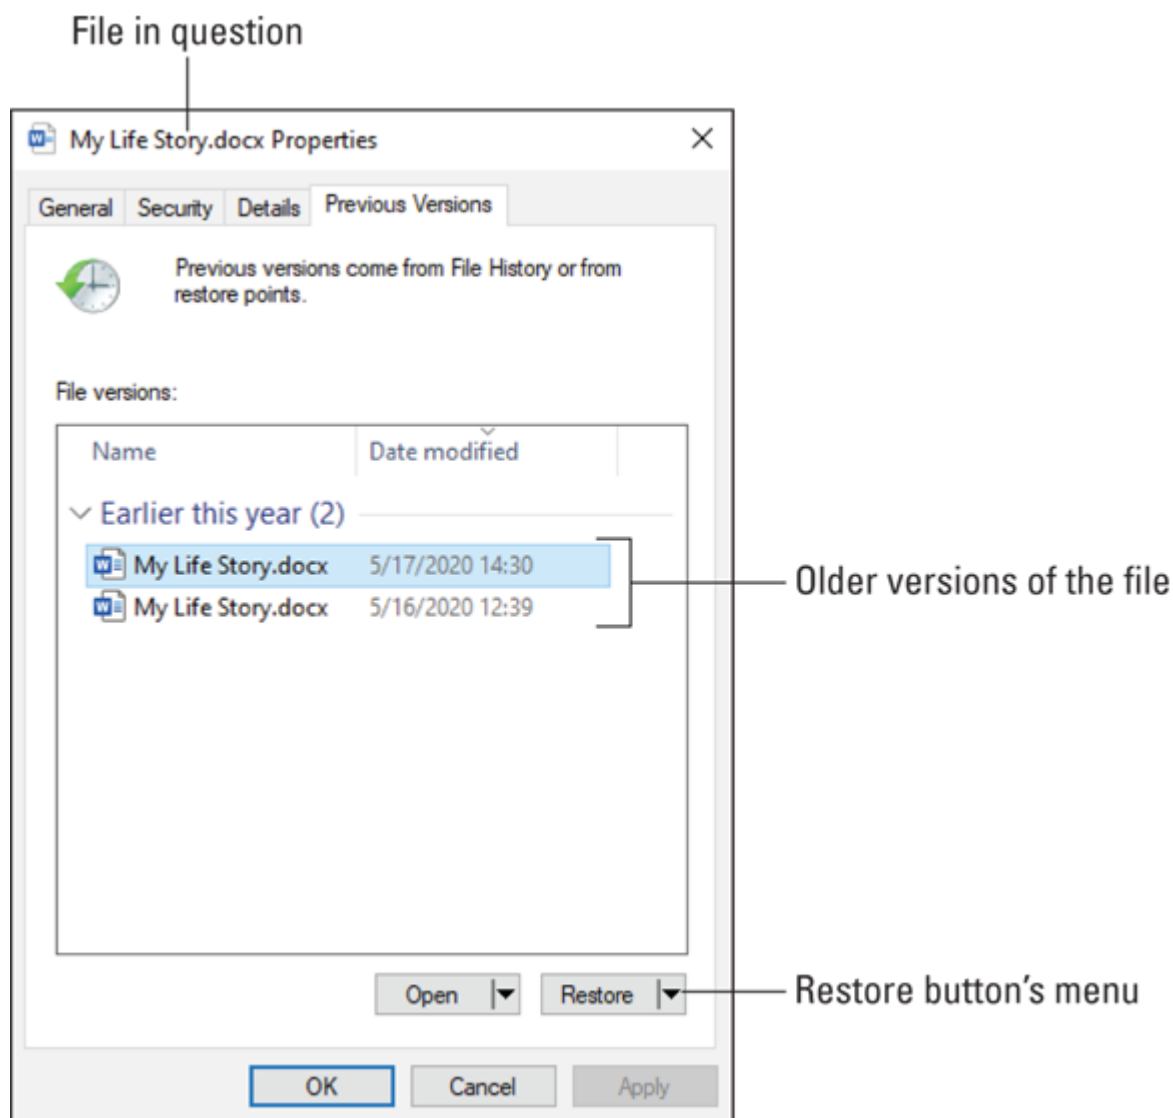 File in question
My Life Story.docx Properties
General Security Details Previous Versions
Previous versions come from File History or from
restore points.
File versions:
Name Date modified
Earlier this year (2)
My Life Story.docx 5/17/2020 14:30
My Life Story.docx 5/16/2020 12:39
Older versions of the file
Open Restore
Restore button’s menu
OK Cancel Apply